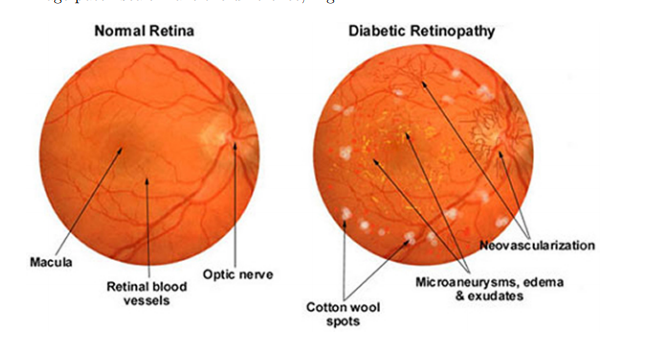 Normal Retina
Diabetic Retinopathy
Macula
Retinal blood
vessels
Optic nerve
Cotton wool
spots
Microaneurysms, edema
& exudates
Neovascularization